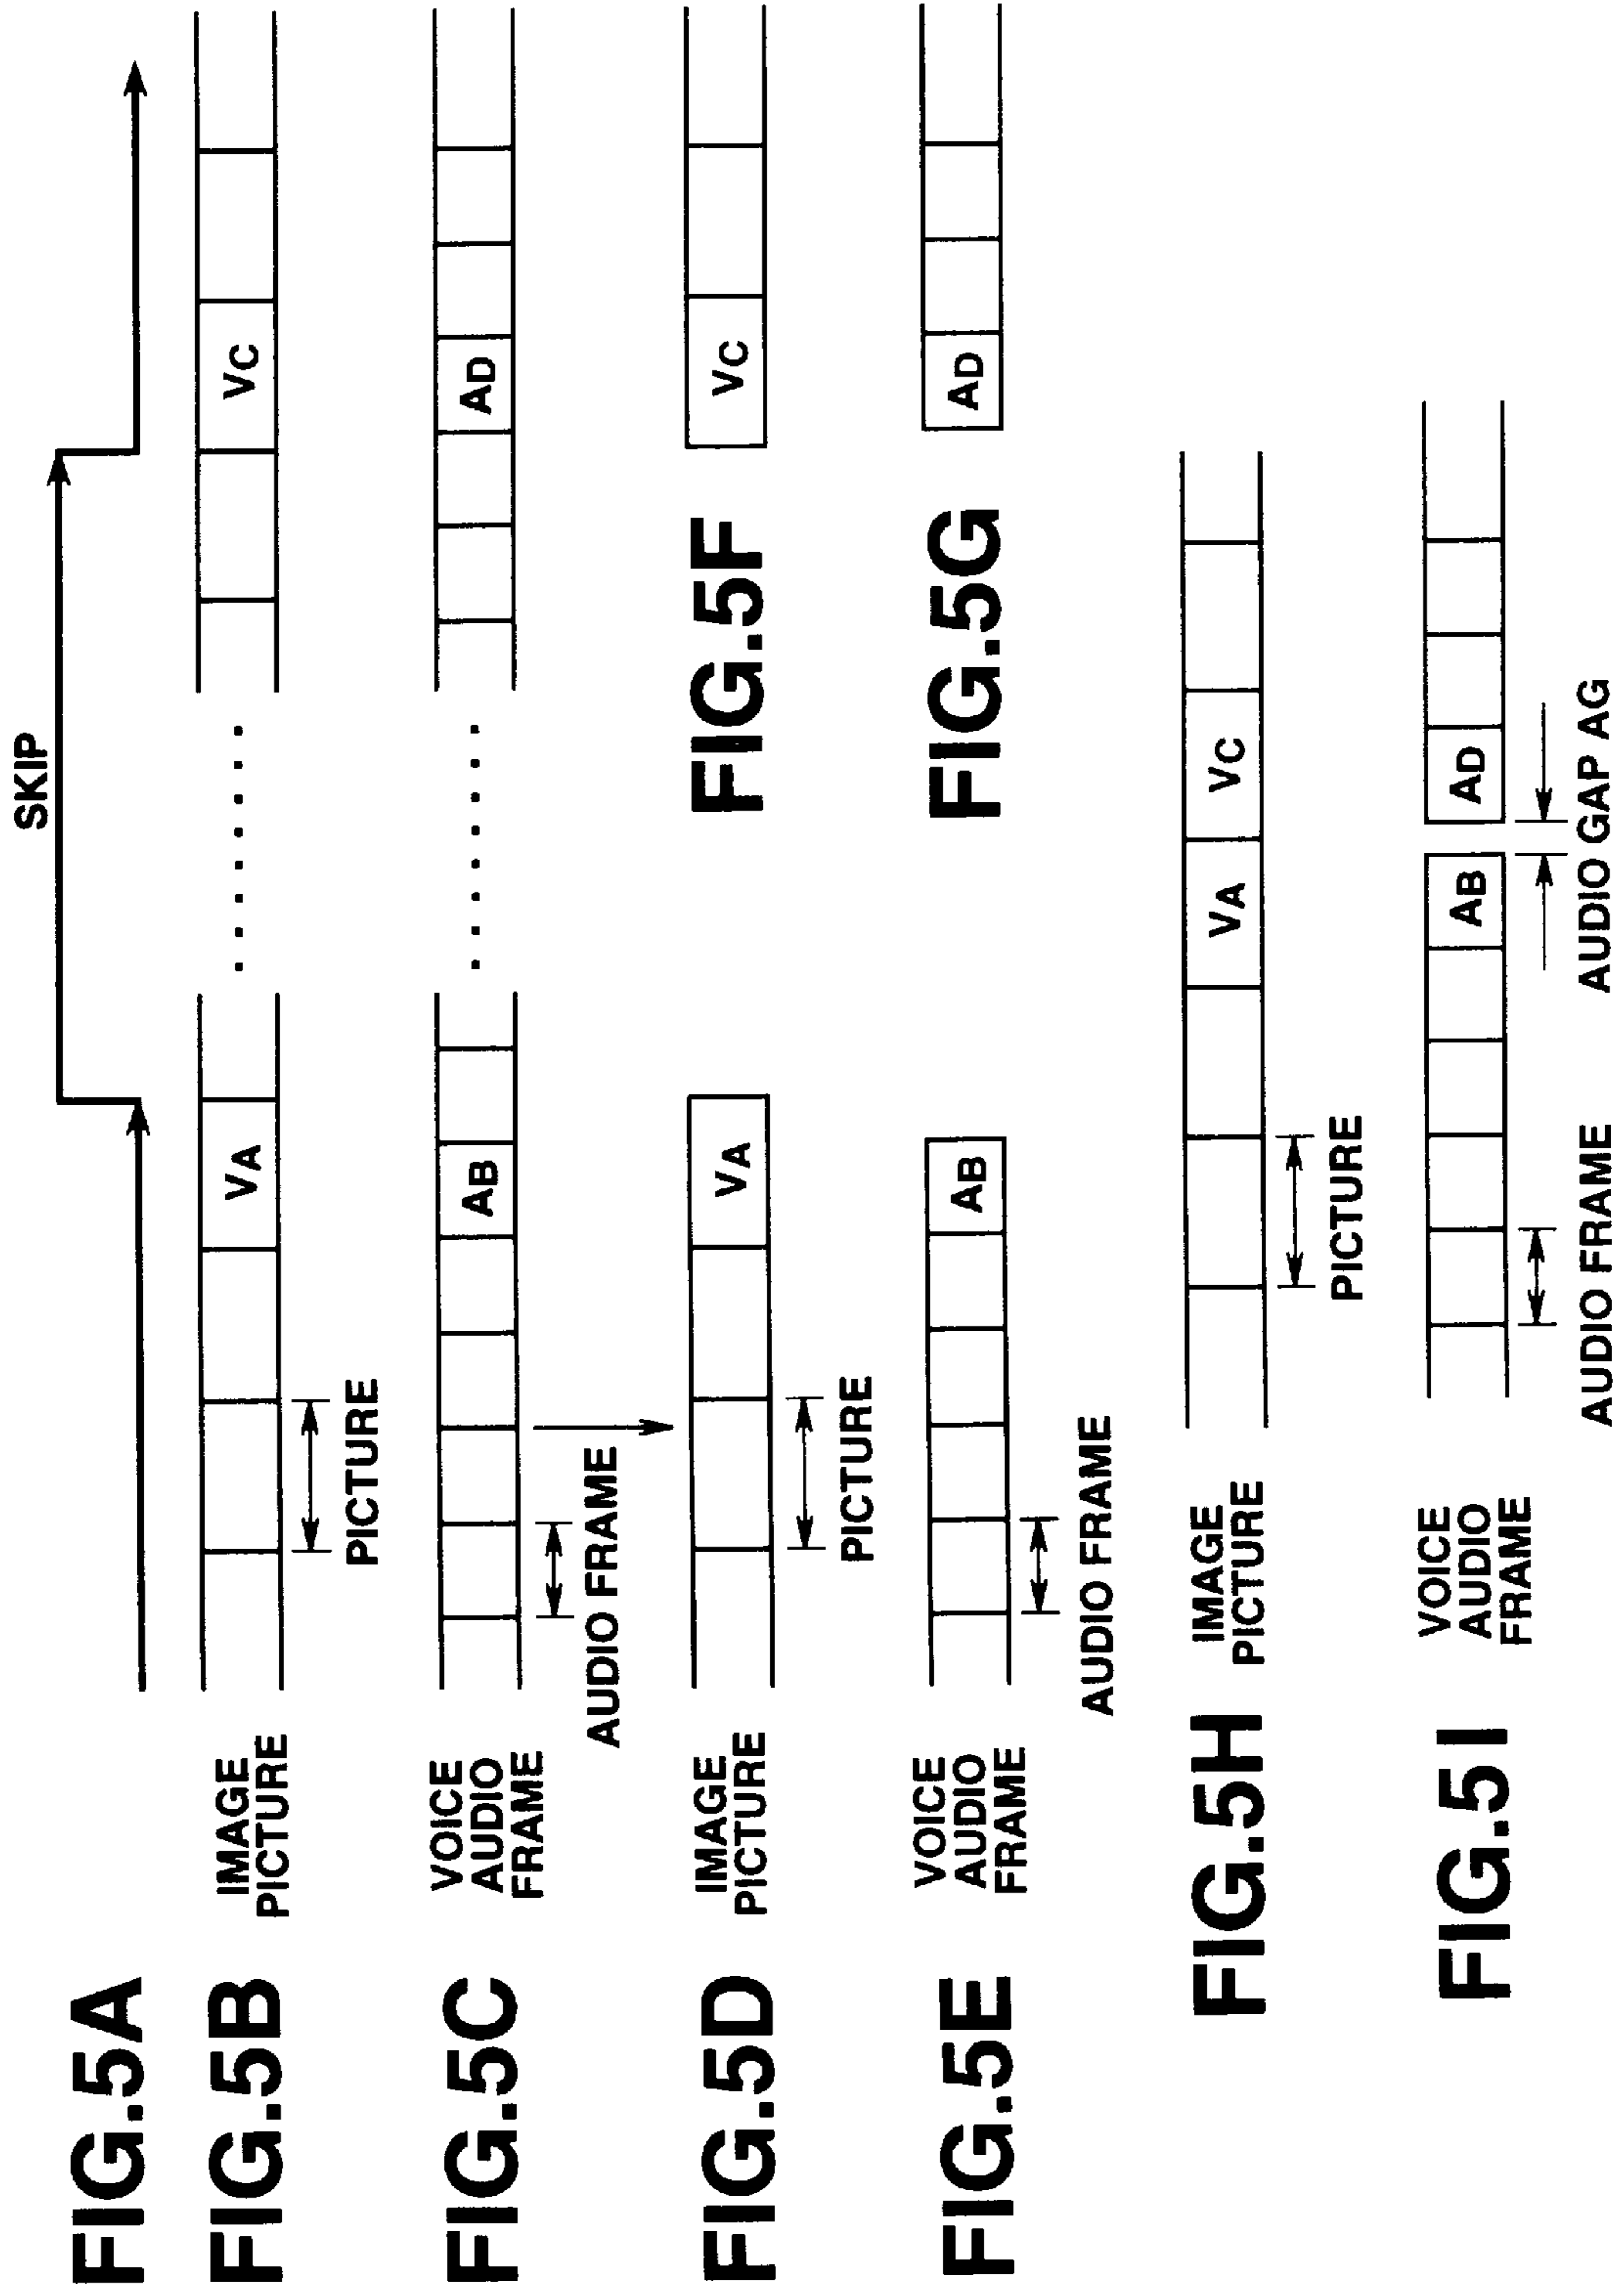 FIG.5A
SKIP
FIG.5B
IMAGE
PICTURE
VA
VC
PICTURE
FIG.5C
VOICE
AUDIO
FRAME
AB
AD
AUDIO FRAME
FIG.5D
IMAGE
PICTURE
VA
PICTURE
FIG.5F
VC
FIG.5E
VOICE
AUDIO
FRAME
AB
AUDIO FRAME
FIG.5G
AD
FIG.5H
IMAGE
PICTURE
VA
VC
PICTURE
FIG.5I
VOICE
AUDIO
FRAME
AB
AD
AUDIO FRAME
AUDIO GAP AG